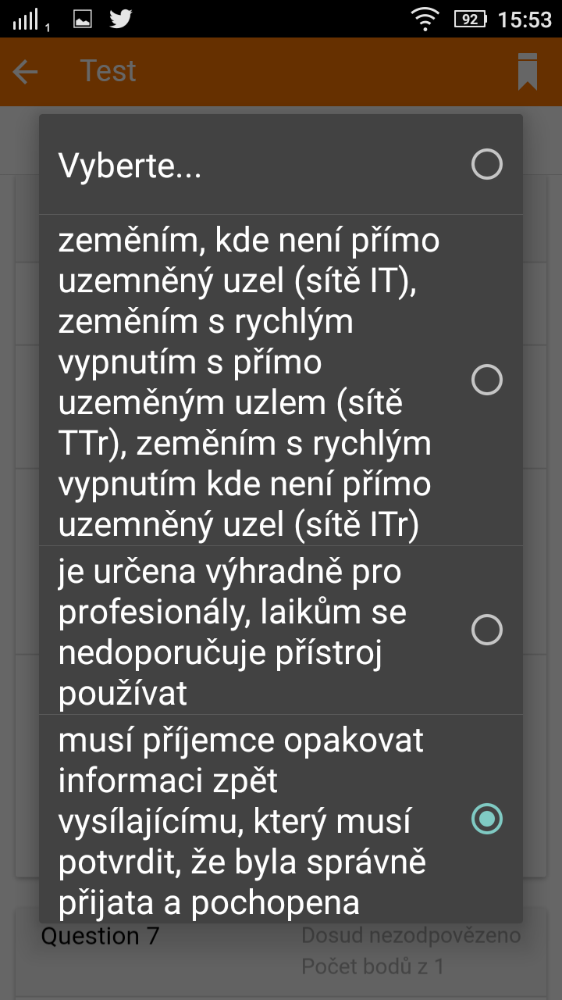 1
92
15:53
Test
Vyberte...
zeměním, kde není přímo
uzemněný uzel (sítě IT),
zeměním s rychlým
vypnutím s přímo
uzeměným uzlem (sítě
TTr), zeměním s rychlým
vypnutím kde není přímo
uzemněný uzel (sítě ITr)
je určena výhradně pro
profesionály, laikům se
nedoporučuje přístroj
používat
musí příjemce opakovat
informaci zpět
vysílajícímu, který musí
potvrdit, že byla správně
přijata a pochopena
Question 7
Dosud nezodpovězeno
Počet bodů z 1